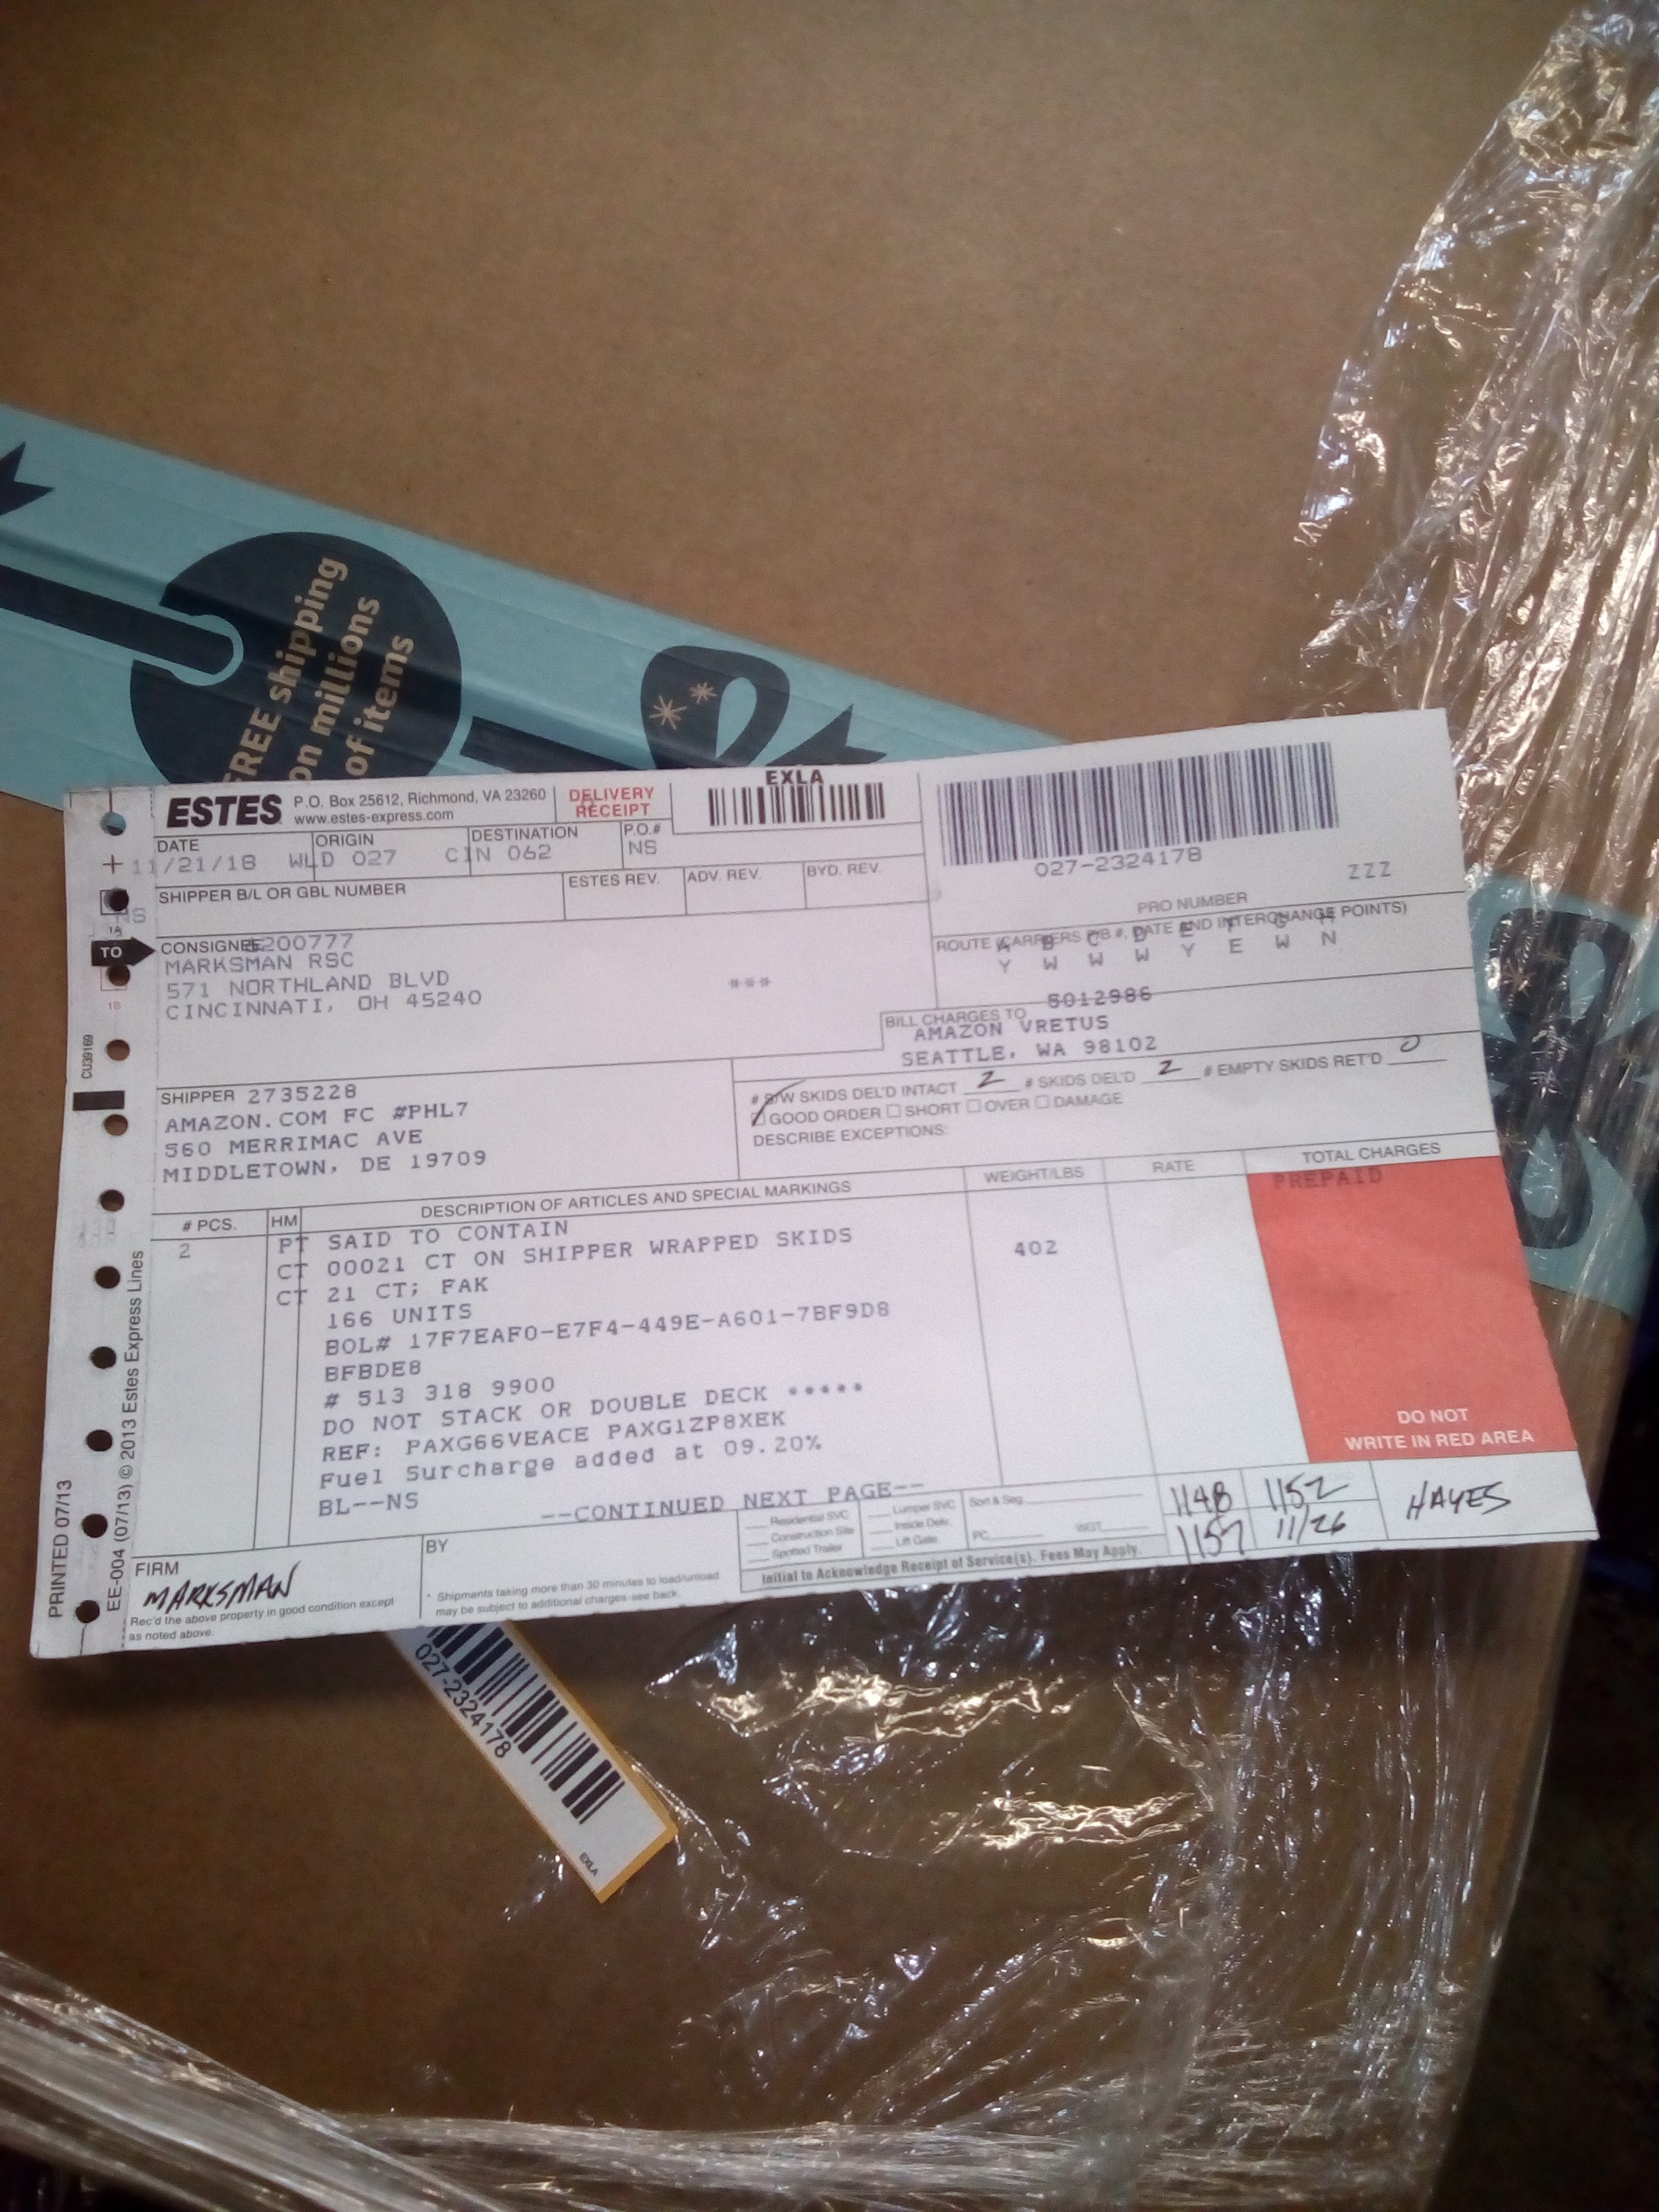 FREE shipping
on millions
of items
ESTES P.O. Box 25612, Richmond, VA 23260
www.estes-express.com
DELIVERY
RECEIPT
EXLA
027-2324178
ZZZ
DATE ORIGIN DESTINATION P.O.#
11/21/18 WLD 027 CIN 062 NS
SHIPPER B/L OR GBL NUMBER ESTES REV. ADV. REV. BYD. REV.
NS
PRO NUMBER
ROUTE (CARRIERS P/B #, DATE AND INTERCHANGE POINTS)
A B C D E F G H
Y W W W Y E W N
1A
TO
1B
CONSIGNEE 200777
MARKSMAN RSC
571 NORTHLAND BLVD ***
CINCINNATI, OH 45240
5012986
BILL CHARGES TO
AMAZON VRETUS
SEATTLE, WA 98102
CU39169
SHIPPER 2735228
AMAZON.COM FC #PHL7
560 MERRIMAC AVE
MIDDLETOWN, DE 19709
# S/W SKIDS DEL'D INTACT 2 # SKIDS DEL'D 2 # EMPTY SKIDS RET'D 0
GOOD ORDER SHORT OVER DAMAGE
DESCRIBE EXCEPTIONS:
# PCS. HM DESCRIPTION OF ARTICLES AND SPECIAL MARKINGS WEIGHT/LBS RATE TOTAL CHARGES
PREPAID
2 PT SAID TO CONTAIN
CT 00021 CT ON SHIPPER WRAPPED SKIDS 402
CT 21 CT; FAK
166 UNITS
BOL# 17F7EAF0-E7F4-449E-A601-7BF9D8
BFBDE8
# 513 318 9900
DO NOT STACK OR DOUBLE DECK *****
REF: PAXG66VEACE PAXG1ZP8XEK
Fuel Surcharge added at 09.20%
BL--NS --CONTINUED NEXT PAGE--
DO NOT
WRITE IN RED AREA
PRINTED 07/13
EE-004 (07/13) © 2013 Estes Express Lines
FIRM
MARKSMAN
Rec'd the above property in good condition except
as noted above.
BY
• Shipments taking more than 30 minutes to load/unload
may be subject to additional charges-see back.
Residential SVC Lumper SVC Sort & Seg.
Construction Site Inside Delv.
Spotted Trailer Lift Gate PC. WGT.
Initial to Acknowledge Receipt of Service(s). Fees May Apply.
1148 1152 HAYES
1157 11/26
027-2324178
EXLA